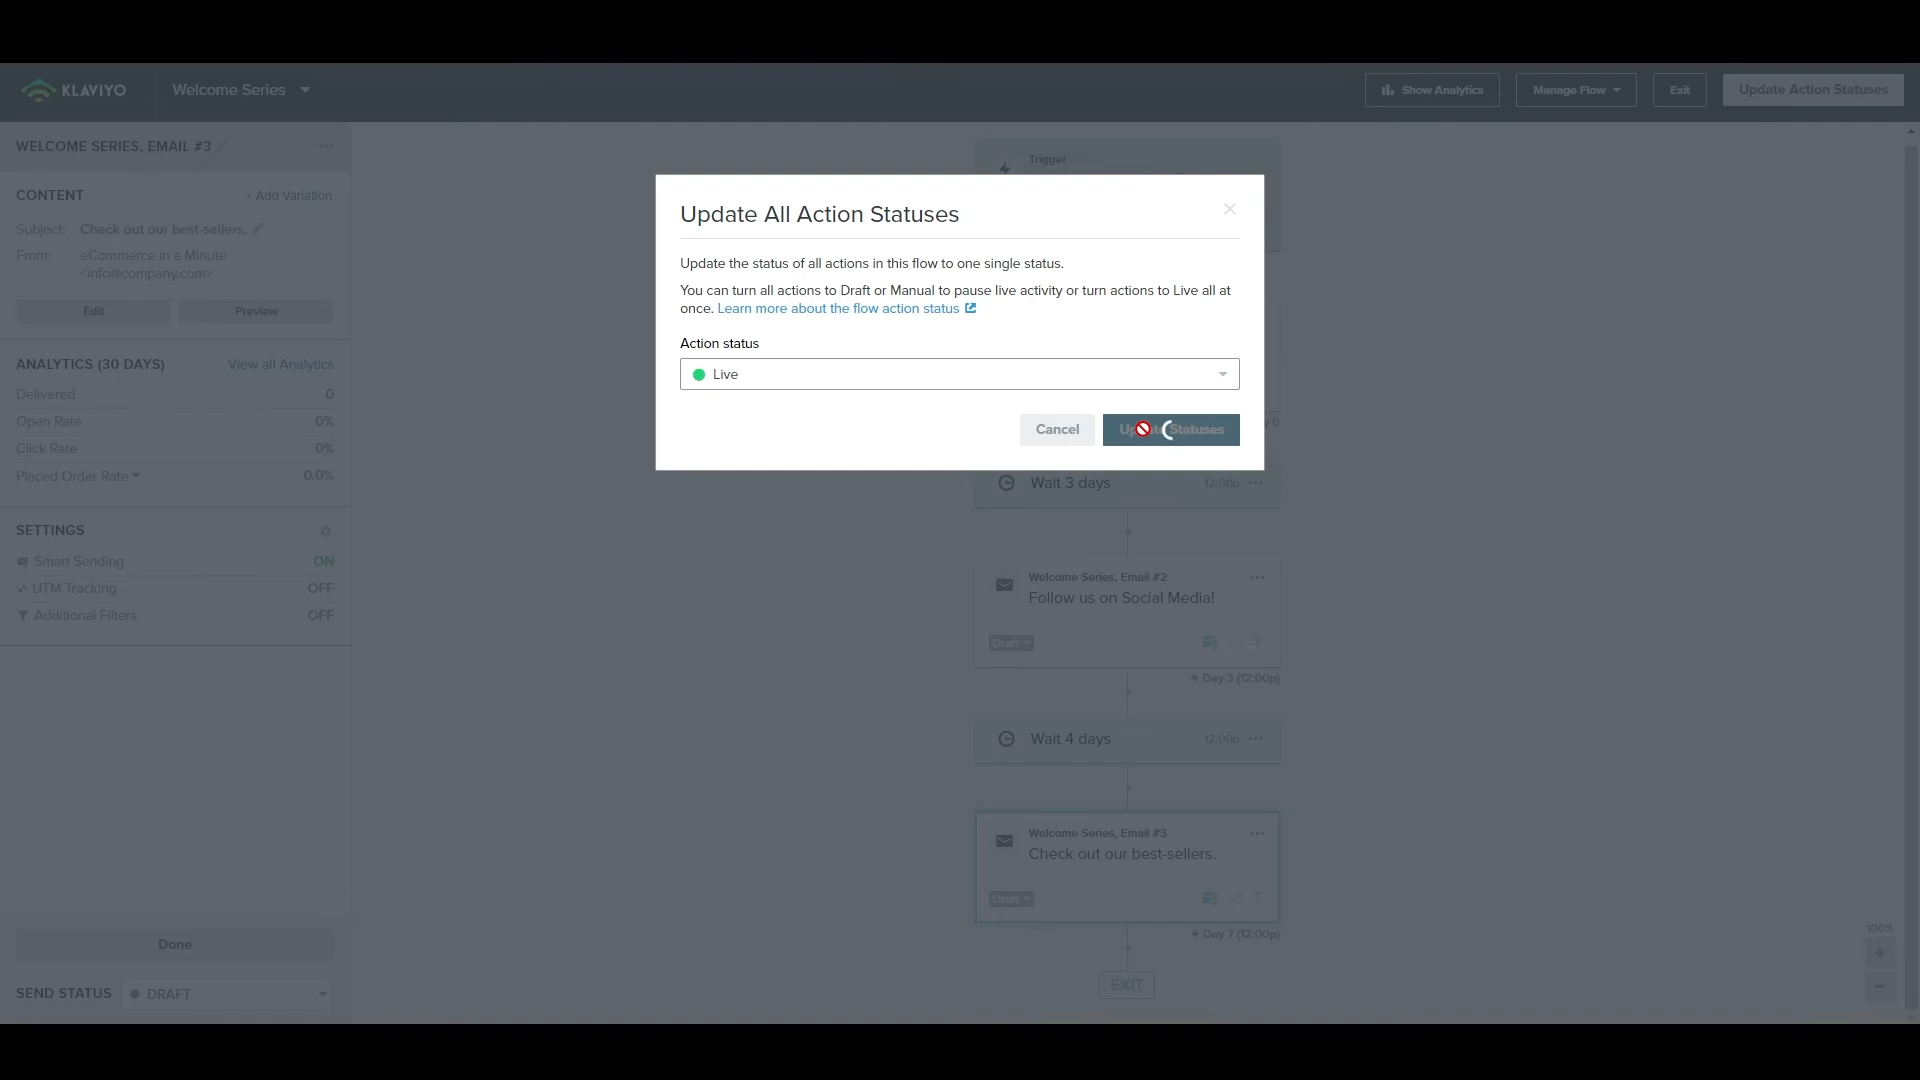 KLAVIYO
Welcome Series
Show Analytics
Manage Flow
Exit
Update Action Statuses
WELCOME SERIES, EMAIL #3
CONTENT
+ Add Variation
Subject: Check out our best-sellers.
From: eCommerce in a Minute
<info@company.com>
Edit
Preview
ANALYTICS (30 DAYS)
View all Analytics
Delivered 0
Open Rate 0%
Click Rate 0%
Placed Order Rate 0.0%
SETTINGS
Smart Sending ON
UTM Tracking OFF
Additional Filters OFF
Done
SEND STATUS DRAFT
Trigger
Update All Action Statuses
Update the status of all actions in this flow to one single status.
You can turn all actions to Draft or Manual to pause live activity or turn actions to Live all at
once. Learn more about the flow action status
Action status
Live
Cancel
Update Statuses
Wait 3 days 12:00p
Welcome Series, Email #2
Follow us on Social Media!
Draft
Day 3 (12:00p)
Wait 4 days 12:00p
Welcome Series, Email #3
Check out our best-sellers.
Draft
Day 7 (12:00p)
EXIT
100%